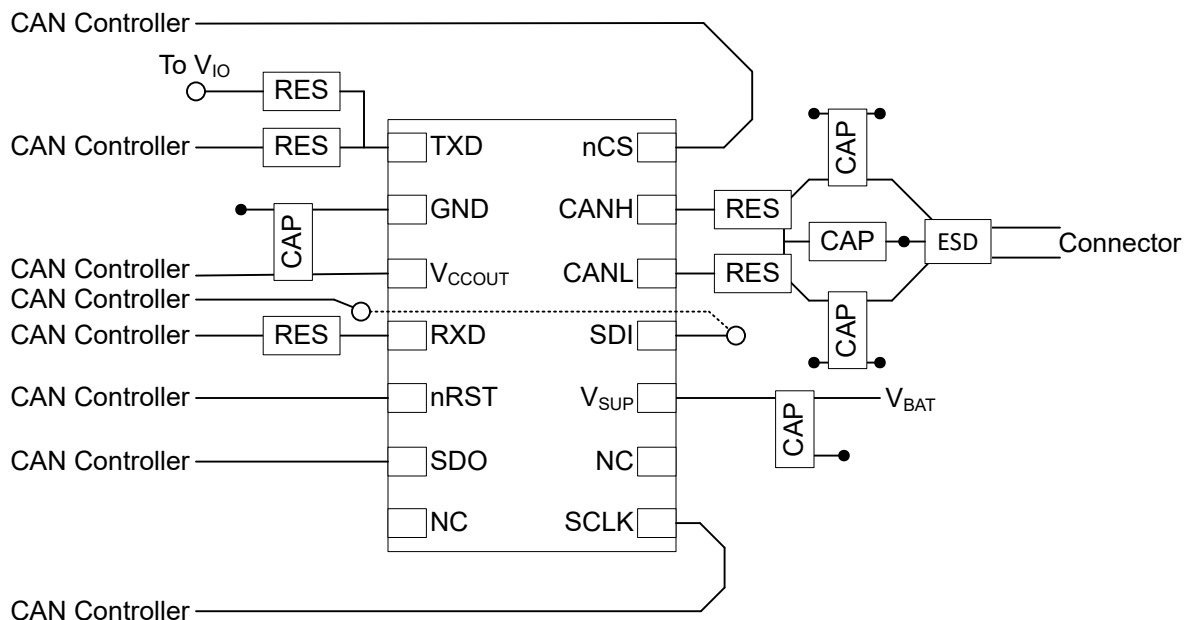 CAN Controller
To VIO
RES
CAN Controller RES TXD nCS CAP
GND CANH RES
CAP CAP ESD Connector
CAN Controller VCCOUT CANL RES
CAN Controller
CAN Controller RES RXD SDI CAP
CAN Controller nRST VSUP VBAT
CAP
CAN Controller SDO NC
NC SCLK
CAN Controller